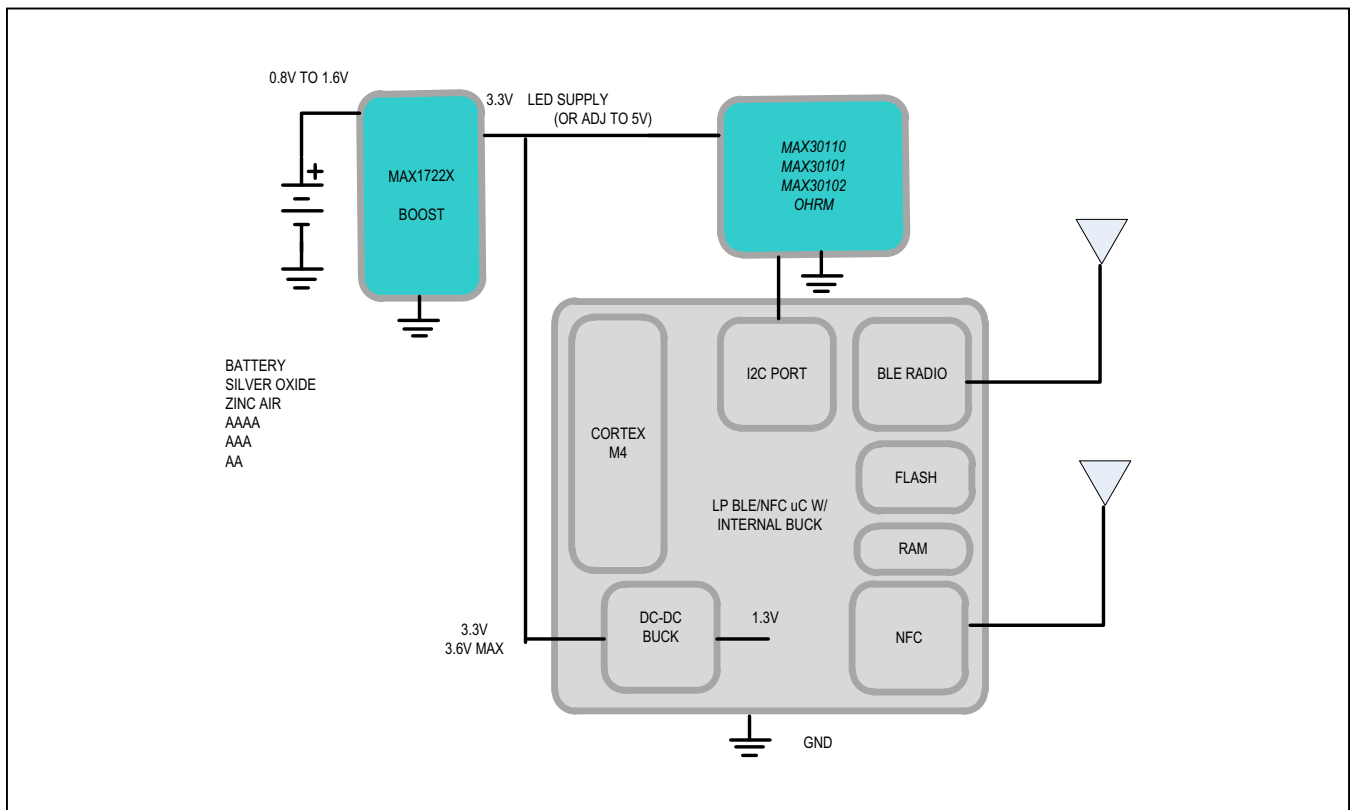 0.8V TO 1.6V
3.3V LED SUPPLY
(OR ADJ TO 5V)
MAX1722X
BOOST
MAX30110
MAX30101
MAX30102
OHRM
BATTERY
SILVER OXIDE
ZINC AIR
AAAA
AAA
AA
+
I2C PORT
BLE RADIO
CORTEX
M4
FLASH
LP BLE/NFC uC W/
INTERNAL BUCK
RAM
DC-DC
BUCK
1.3V
3.3V
3.6V MAX
NFC
GND